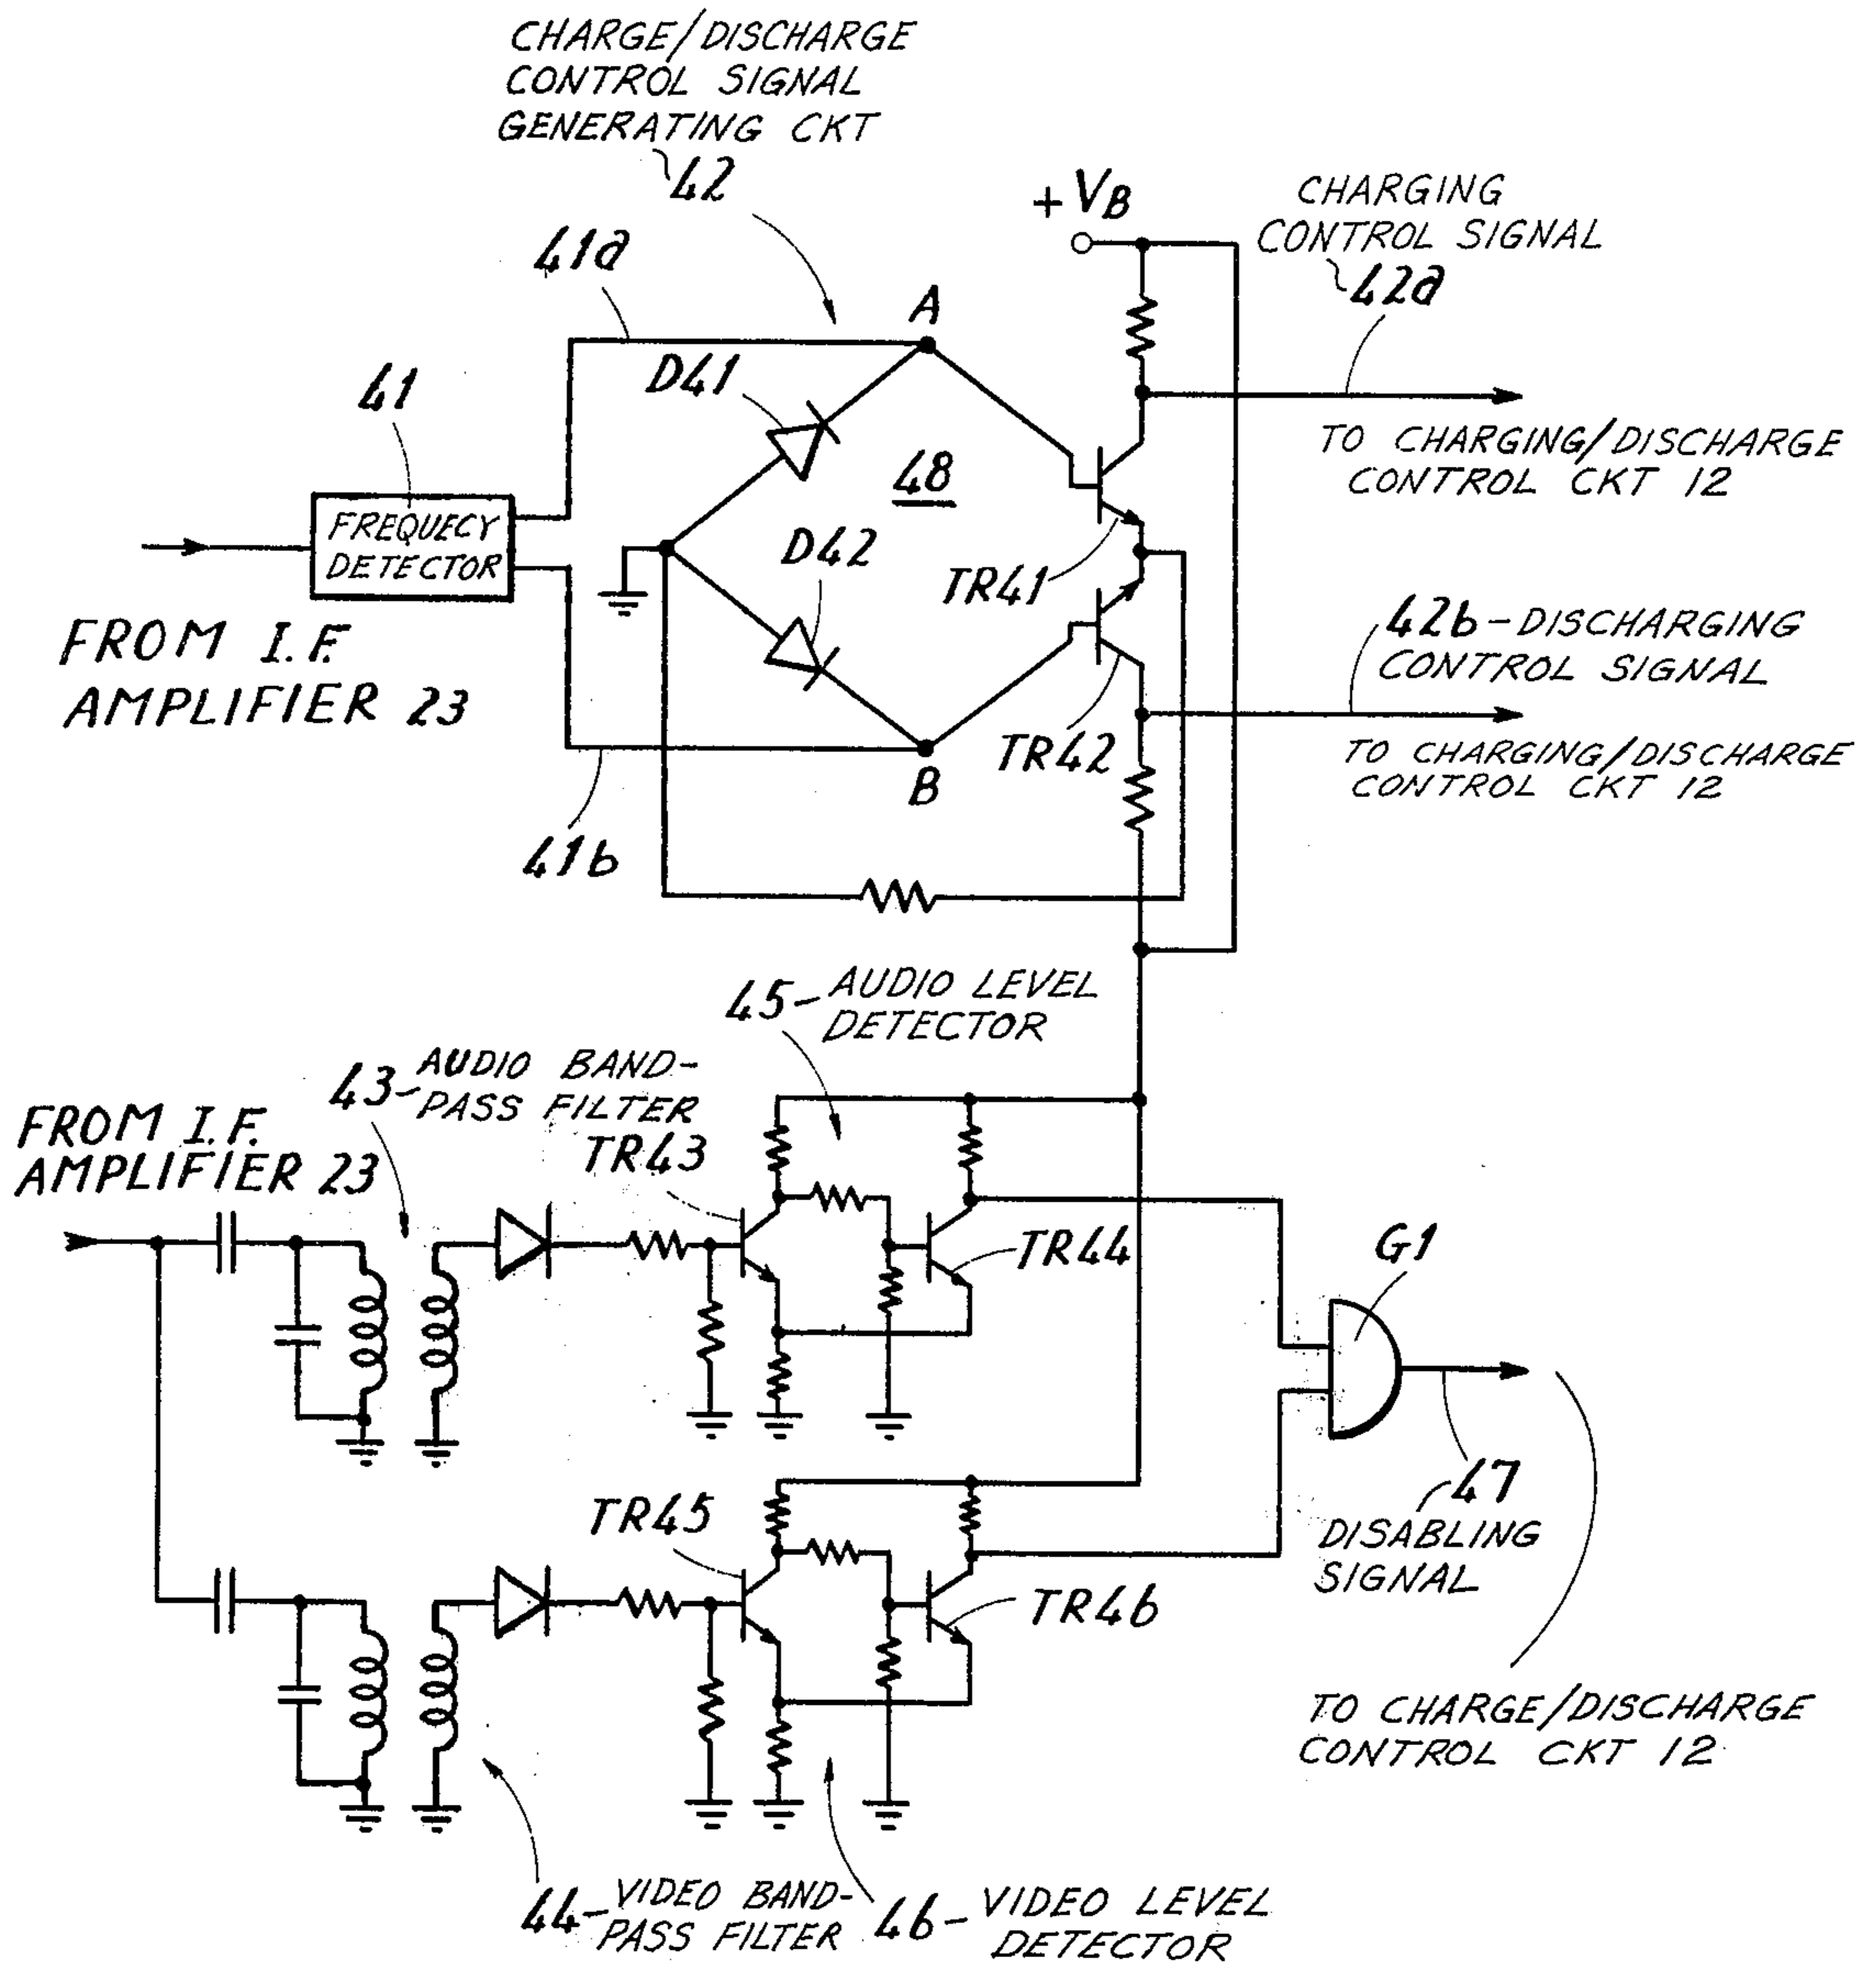 CHARGE/DISCHARGE
CONTROL SIGNAL
GENERATING CKT
42
+ VB
CHARGING
CONTROL SIGNAL
42a
41a
A
D41
41
48
TO CHARGING/DISCHARGE
CONTROL CKT 12
FREQUECY
DETECTOR
D42
TR41
42b - DISCHARGING
CONTROL SIGNAL
FROM I.F.
AMPLIFIER 23
TR42
TO CHARGING/DISCHARGE
CONTROL CKT 12
B
41b
45 - AUDIO LEVEL
DETECTOR
43 - AUDIO BAND-
PASS FILTER
FROM I.F.
AMPLIFIER 23
TR43
TR44
G1
47
DISABLING
SIGNAL
TR45
TR46
TO CHARGE/DISCHARGE
CONTROL CKT 12
44 - VIDEO BAND-
PASS FILTER
46 - VIDEO LEVEL
DETECTOR